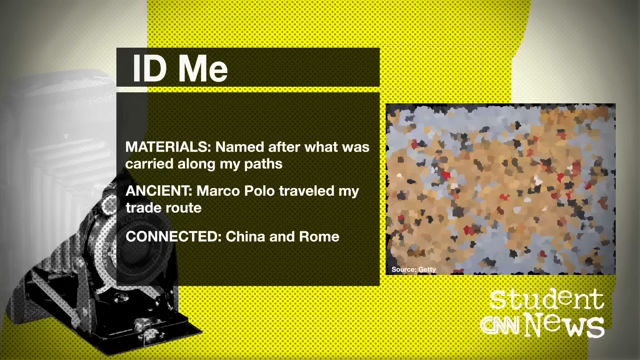 ID Me
MATERIALS: Named after what was
carried along my paths
ANCIENT: Marco Polo traveled my
trade route
CONNECTED: China and Rome
Source: Getty
student
CNN News